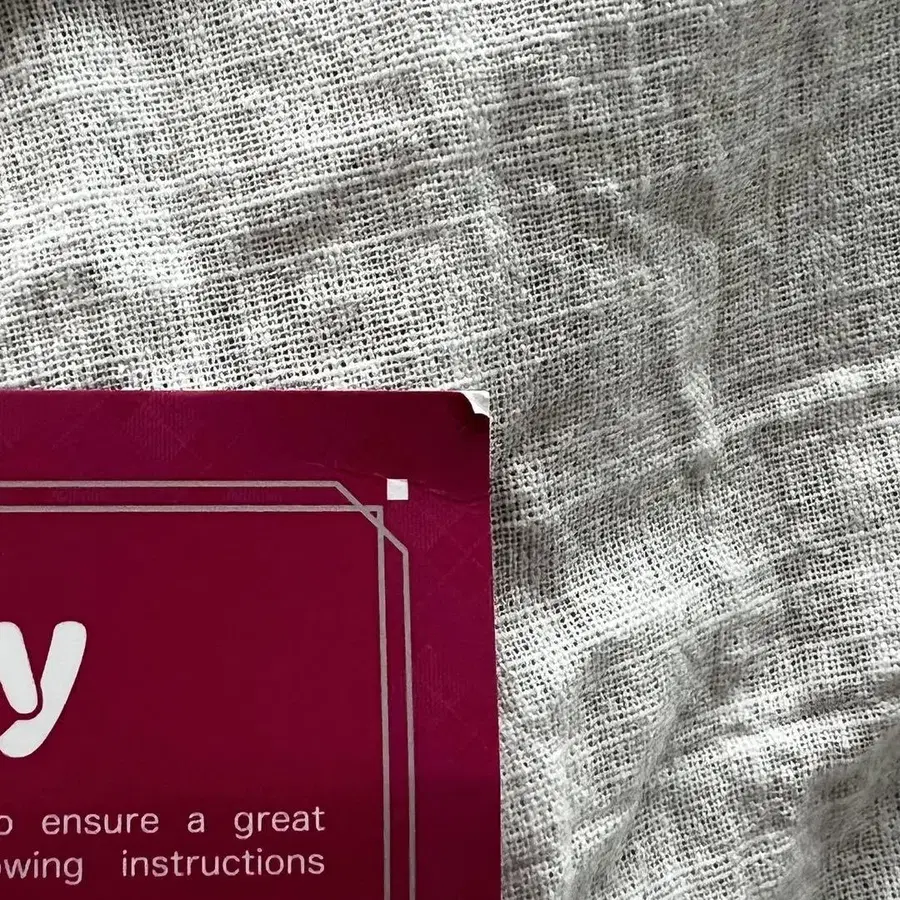 y
o ensure a great
owing instructions